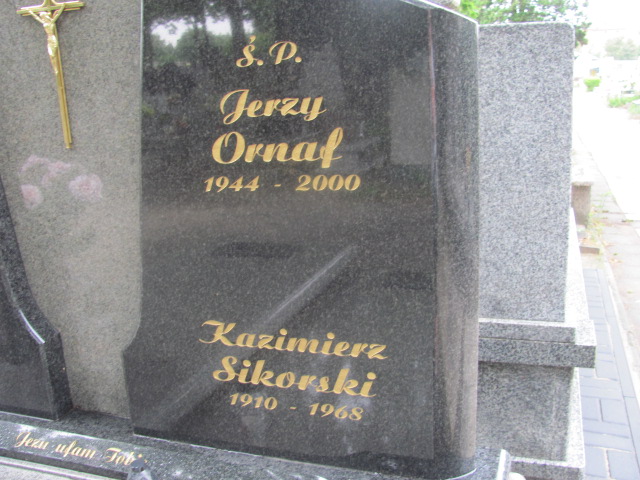 Ś. P.
Jerzy
Ornaf
1944 - 2000
Kazimierz
Sikorski
1910 - 1968
Jezu ufam Tobie